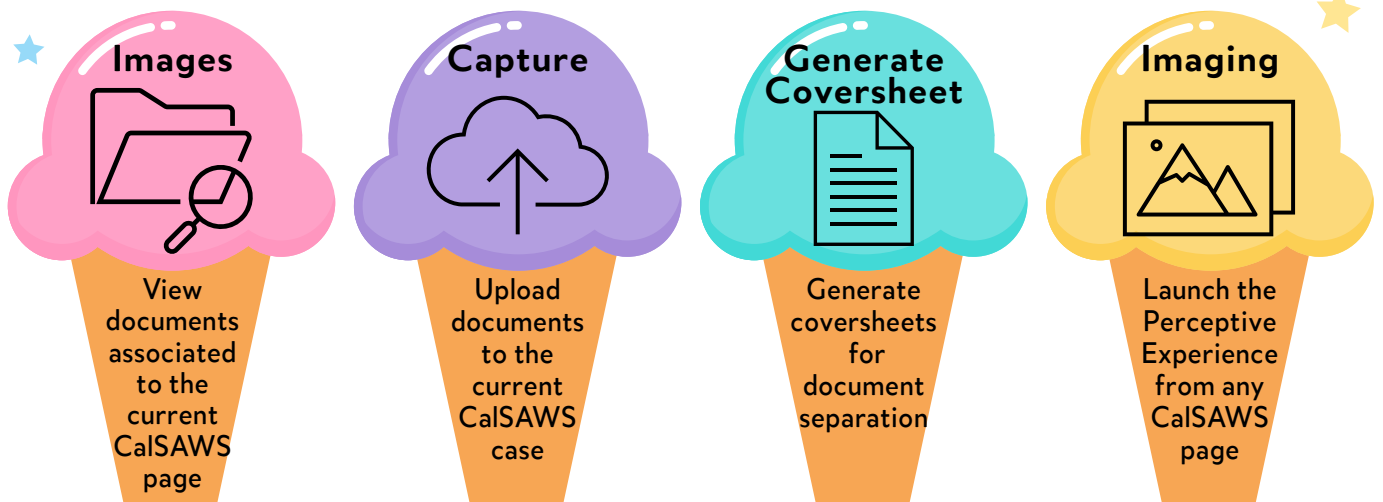 Images
View
documents
associated
to the
current
CalSAWS
page
Capture
Upload
documents
to the
current
CalSAWS
case
Generate
Coversheet
Generate
coversheets
for
document
separation
Imaging
Launch the
Perceptive
Experience
from any
CalSAWS
page